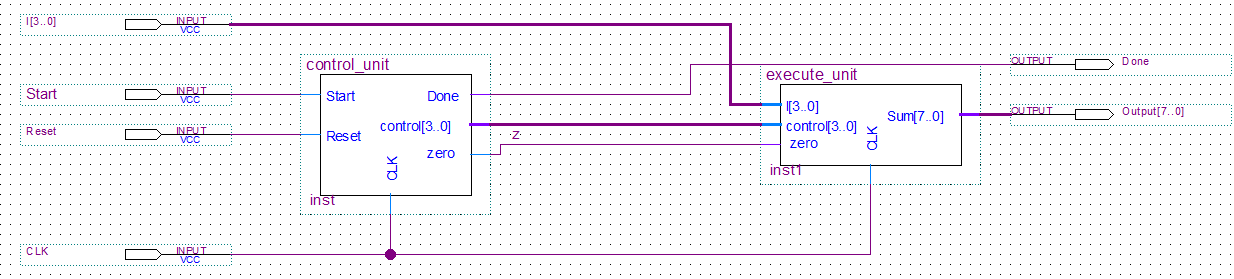 I[3..0]
INPUT
VCC
Start
INPUT
VCC
Reset
INPUT
VCC
CLK
INPUT
VCC
control_unit
Start
Reset
Done
control[3..0]
zero
CLK
inst
z
execute_unit
I[3..0]
control[3..0]
zero
Sum[7..0]
CLK
inst1
OUTPUT
Done
OUTPUT
Output[7..0]